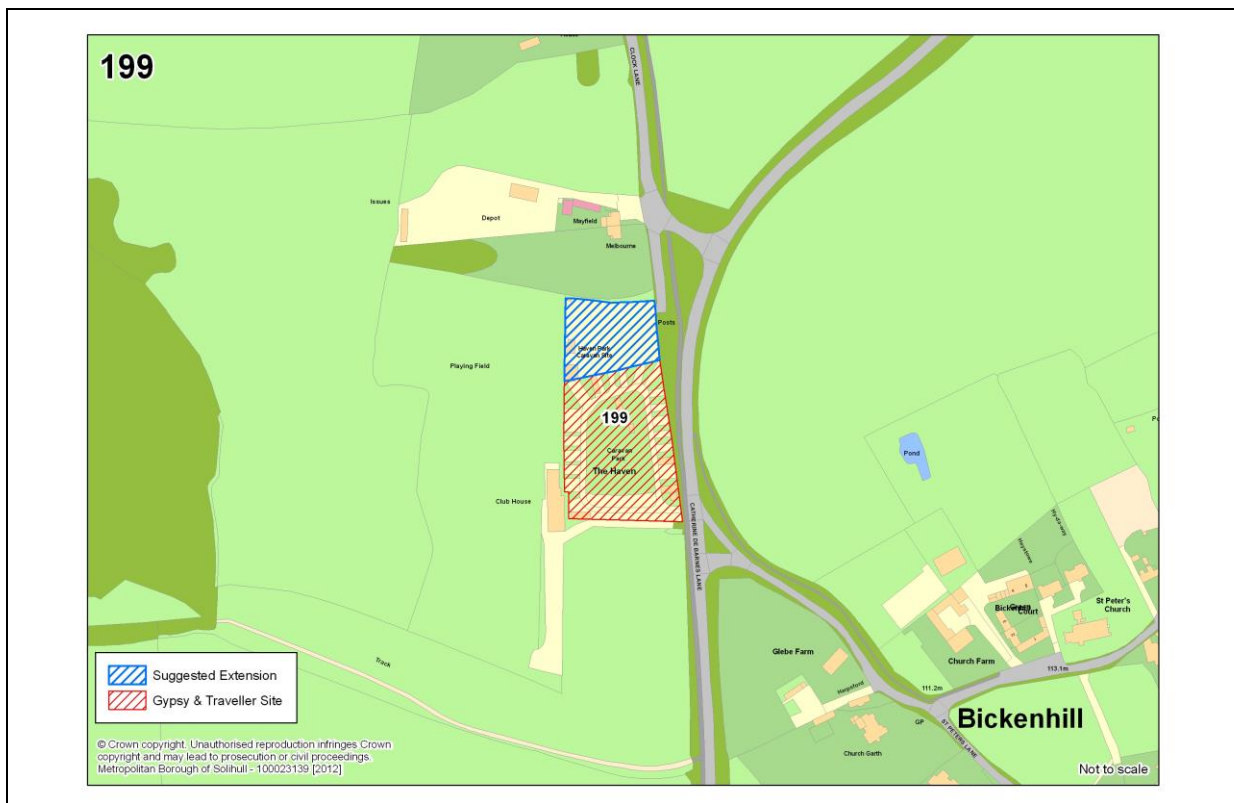 199
CLOCK LANE
Issues
Depot
Mayfield
Melbourne
Posts
Haven Park
Caravan Site
Playing Field
199
Caravan
Park
The Haven
Club House
Pond
CATHERINE DE BARNES LANE
Bickenhill
Green
Court
St Peter's
Church
Glebe Farm
Church Farm
113.1m
111.2m
Track
GP
ST PETERS LANE
Bickenhill
Church Garth
Suggested Extension
Gypsy & Traveller Site
© Crown copyright. Unauthorised reproduction infringes Crown
copyright and may lead to prosecution or civil proceedings.
Metropolitan Borough of Solihull - 100023139 [2012]
Not to scale